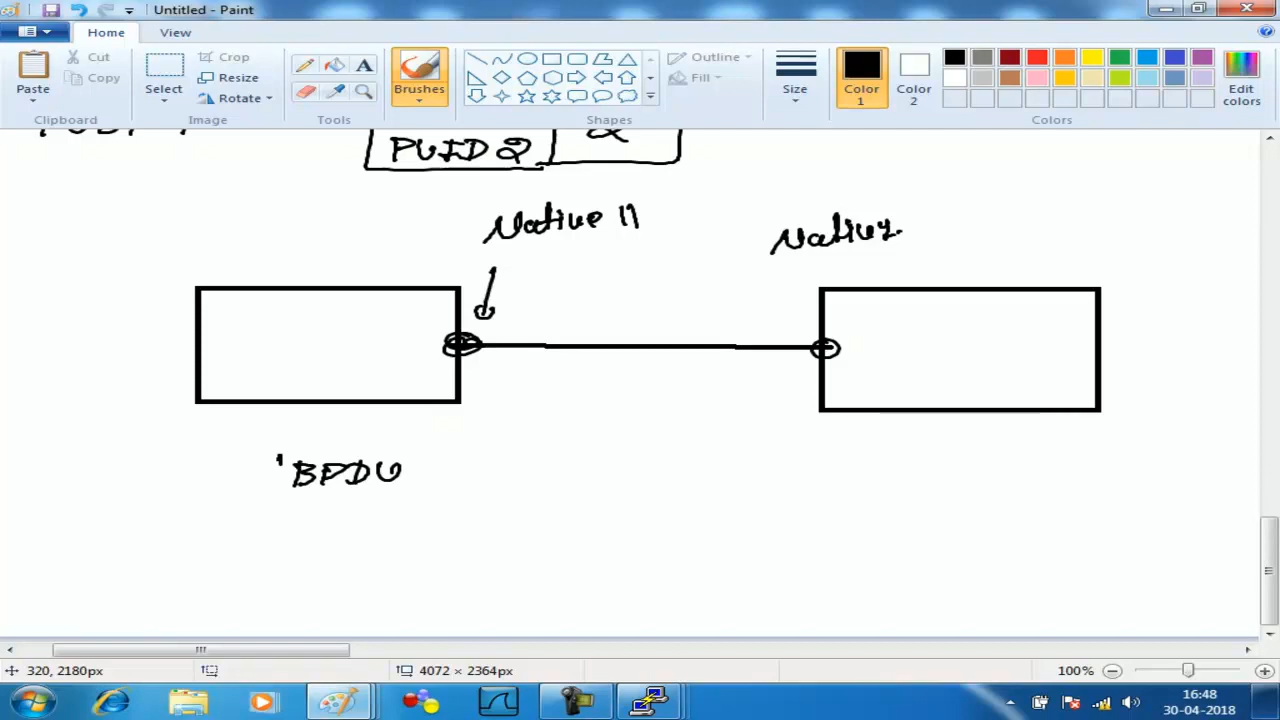 Untitled - Paint
Home View
Cut
Copy
Paste
Clipboard
Select
Crop
Resize
Rotate
Image
A
Tools
Brushes
Shapes
Outline
Fill
Size
Color 1
Color 2
Colors
Edit colors
PVID 2 2
Native 11
Native
BPDU
320, 2180px
4072 × 2364px
100%
16:48
30-04-2018